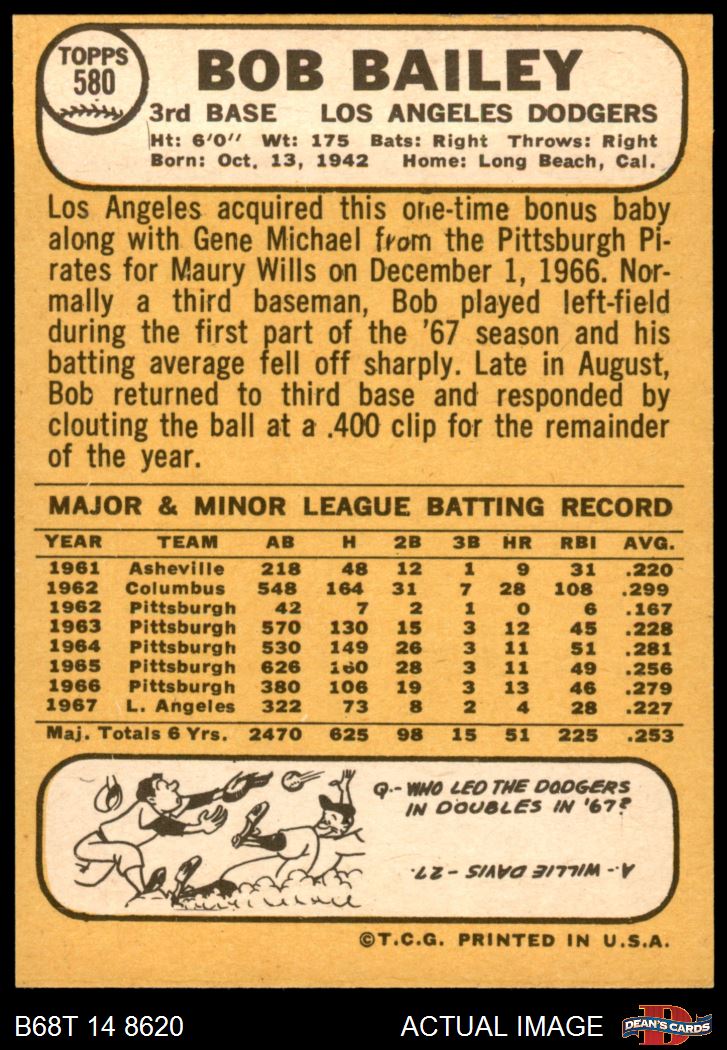 TOPPS
580
BOB BAILEY
3rd BASE LOS ANGELES DODGERS
Ht: 6'0" Wt: 175 Bats: Right Throws: Right
Born: Oct. 13, 1942 Home: Long Beach, Cal.
Los Angeles acquired this one-time bonus baby
along with Gene Michael from the Pittsburgh Pi-
rates for Maury Wills on December 1, 1966. Nor-
mally a third baseman, Bob played left-field
during the first part of the '67 season and his
batting average fell off sharply. Late in August,
Bob returned to third base and responded by
clouting the ball at a .400 clip for the remainder
of the year.
MAJOR & MINOR LEAGUE BATTING RECORD
YEAR TEAM AB H 2B 3B HR RBI AVG.
1961 Asheville 218 48 12 1 9 31 .220
1962 Columbus 548 164 31 7 28 108 .299
1962 Pittsburgh 42 7 2 1 0 6 .167
1963 Pittsburgh 570 130 15 3 12 45 .228
1964 Pittsburgh 530 149 26 3 11 51 .281
1965 Pittsburgh 626 160 28 3 11 49 .256
1966 Pittsburgh 380 106 19 3 13 46 .279
1967 L. Angeles 322 73 8 2 4 28 .227
Maj. Totals 6 Yrs. 2470 625 98 15 51 225 .253
Q.- WHO LED THE DODGERS
IN DOUBLES IN '67?
A.- WILLIE DAVIS - 27.
©T.C.G. PRINTED IN U.S.A.
B68T 14 8620 ACTUAL IMAGE
D
DEAN'S CARDS